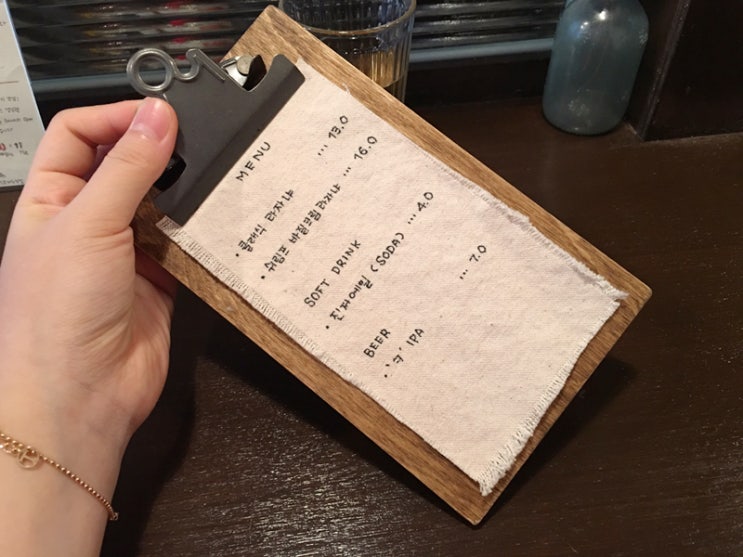 MENU
• 클래식 라자냐 ... 13.0
• 쉬림프 바질크림라자냐 ... 16.0
SOFT DRINK
• 진저에일 (SODA) ... 4.0
BEER
• 'ㅋ' IPA ... 7.0